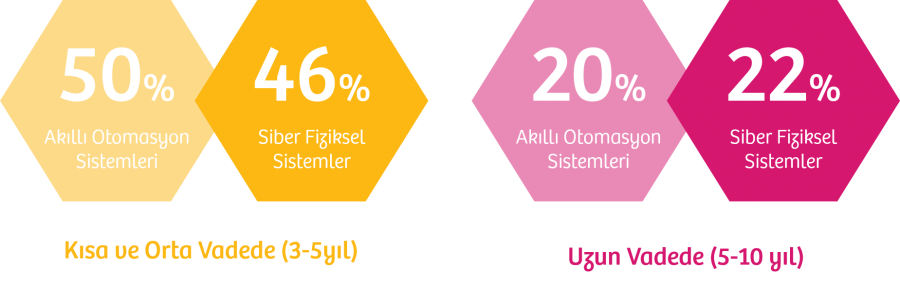 50%
Akıllı Otomasyon
Sistemleri
46%
Siber Fiziksel
Sistemler
Kısa ve Orta Vadede (3-5yıl)
20%
Akıllı Otomasyon
Sistemleri
22%
Siber Fiziksel
Sistemler
Uzun Vadede (5-10 yıl)